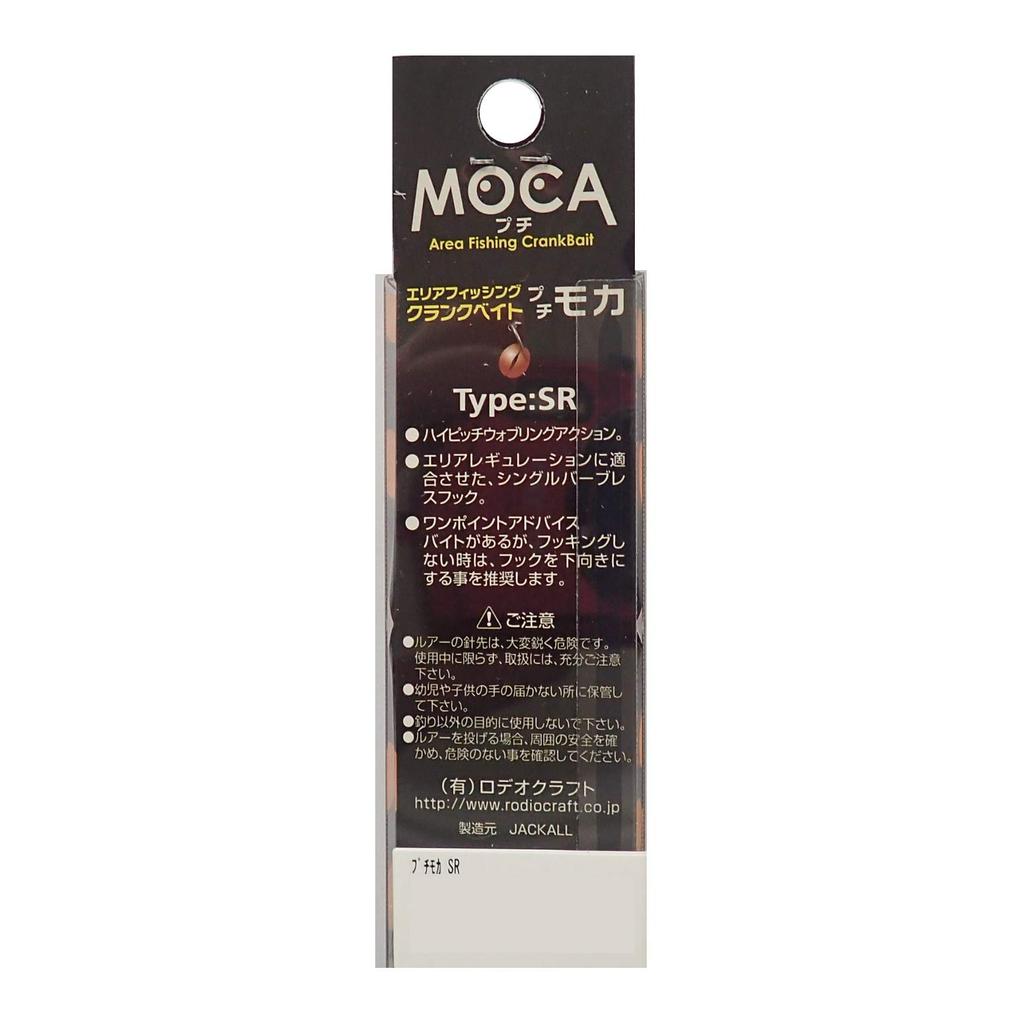 MOCA
プチ
Area Fishing CrankBait
エリアフィッシング
クランクベイト プチ モカ
Type:SR
●ハイピッチウォブリングアクション。
●エリアレギュレーションに適
合させた、シングルバーブレ
スフック。
●ワンポイントアドバイス
バイトがあるが、フッキングし
ない時は、フックを下向きに
する事を推奨します。
ご注意
●ルアーの針先は、大変鋭く危険です。
使用中に限らず、取扱には、充分ご注意
下さい。
●幼児や子供の手の届かない所に保管し
て下さい。
●釣り以外の目的に使用しないで下さい。
●ルアーを投げる場合、周囲の安全を確
かめ、危険のない事を確認してください。
(有)ロデオクラフト
http://www.rodiocraft.co.jp
製造元 JACKALL
プチモカ SR